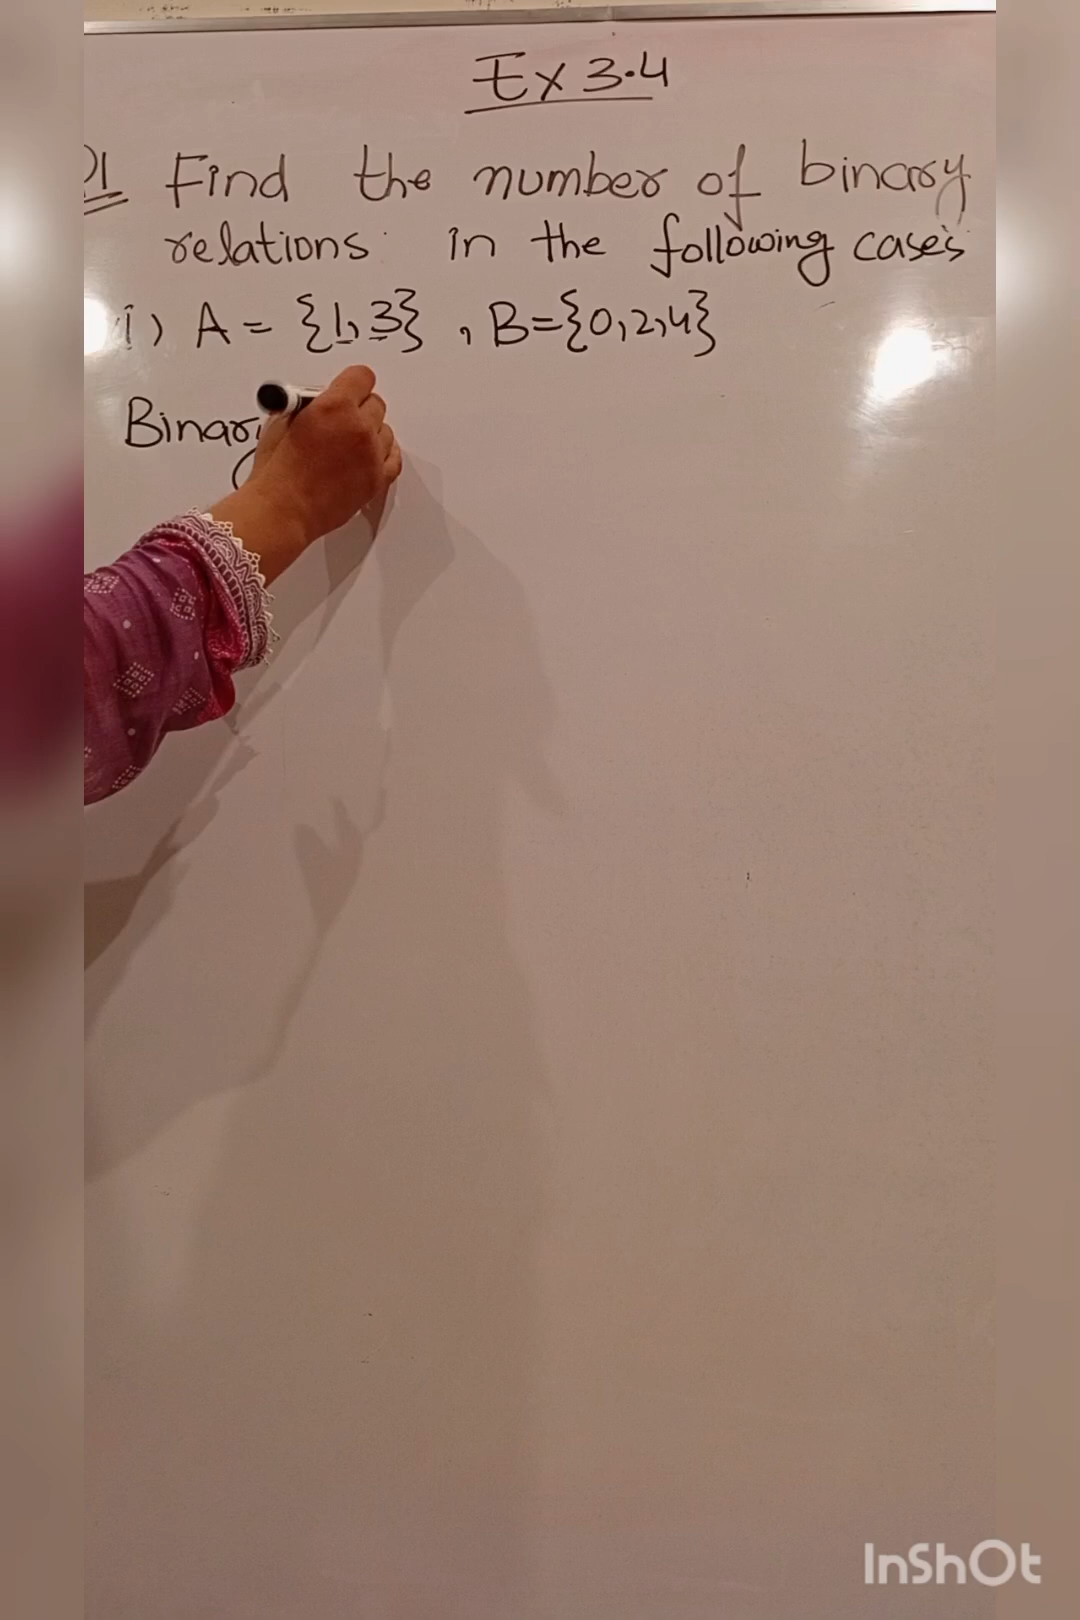 Ex 3.4
Q1 Find the number of binary
relations in the following cases
i) A = {1,3} , B={0,2,4}
Binary
InShOt